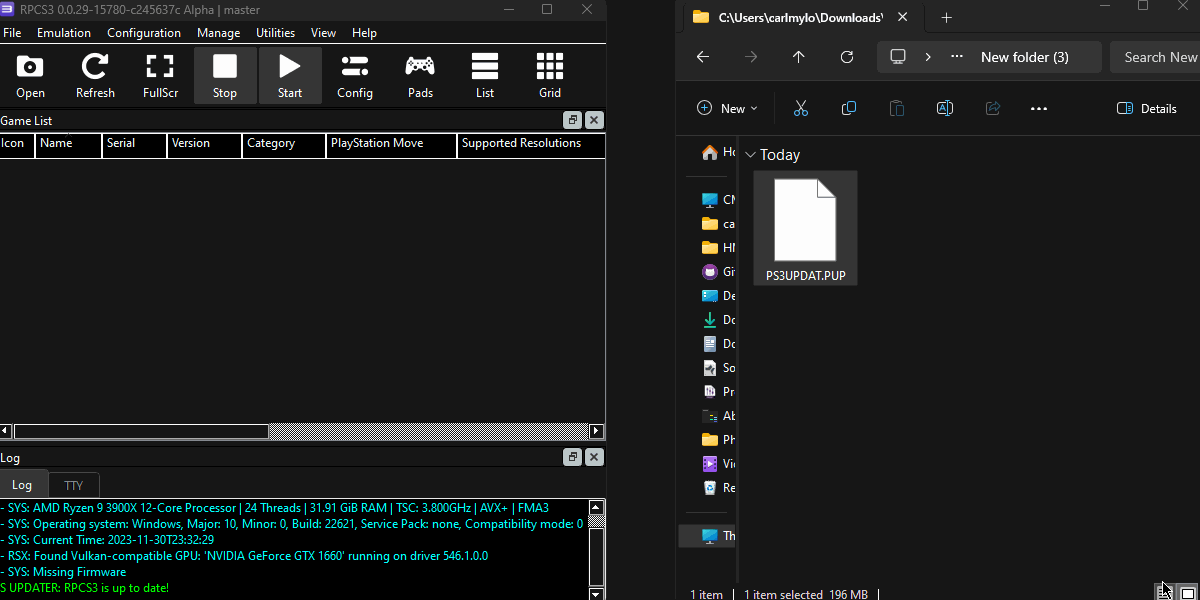 RPCS3 0.0.29-15780-c245637c Alpha | master
File Emulation Configuration Manage Utilities View Help
Open Refresh FullScr Stop Start Config Pads List Grid
Game List
Icon Name Serial Version Category PlayStation Move Supported Resolutions
Log
Log TTY
- SYS: AMD Ryzen 9 3900X 12-Core Processor | 24 Threads | 31.91 GiB RAM | TSC: 3.800GHz | AVX+ | FMA3
- SYS: Operating system: Windows, Major: 10, Minor: 0, Build: 22621, Service Pack: none, Compatibility mode: 0
- SYS: Current Time: 2023-11-30T23:32:29
- RSX: Found Vulkan-compatible GPU: 'NVIDIA GeForce GTX 1660' running on driver 546.1.0.0
- SYS: Missing Firmware
S UPDATER: RPCS3 is up to date!
C:\Users\carlmylo\Downloads\
New folder (3) Search New
New Details
Ho
CM
ca
HN
Git
De
Do
Do
So
Pr
Ab
Ph
Vic
Re
Th
Today
PS3UPDAT.PUP
1 item 1 item selected 196 MB